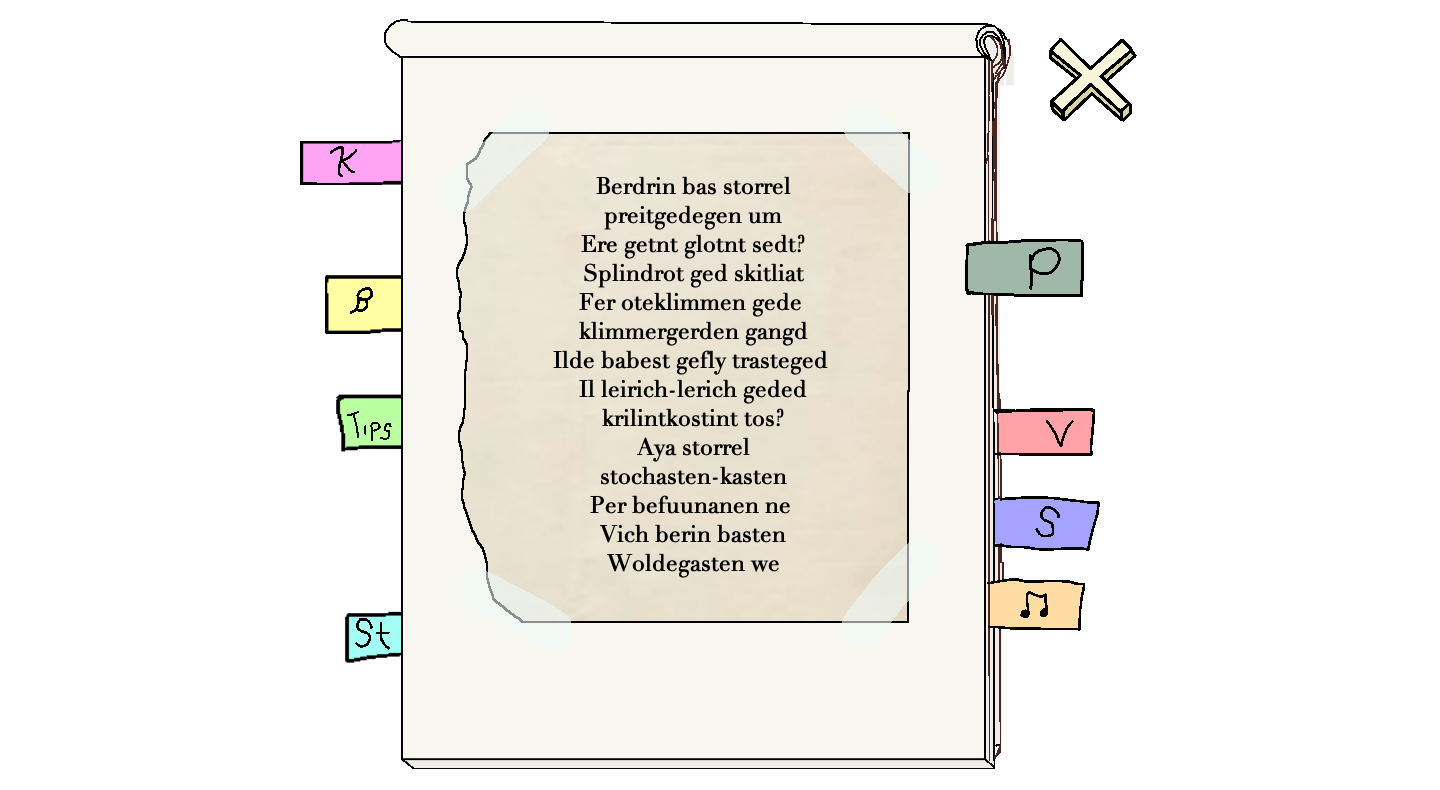 K
B
Tips
St
Berdrin bas storrel
preitgedegen um
Ere getnt glotnt sedt?
Splindrot ged skitliat
Fer oteklimmen gede
klimmergerden gangd
Ilde babest gefly trasteged
Il leirich-lerich geded
krilintkostint tos?
Aya storrel
stochasten-kasten
Per befuunanen ne
Vich berin basten
Woldegasten we
P
V
S
♫